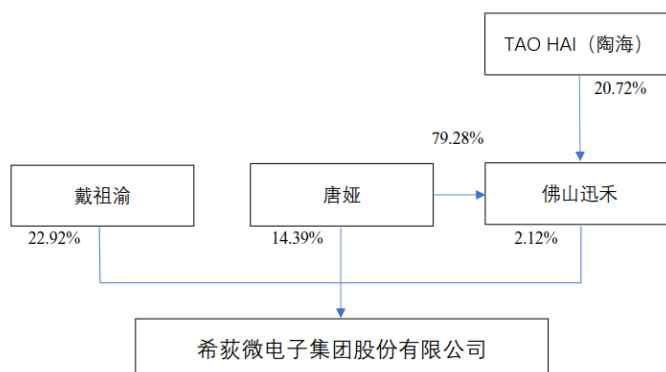 TAO HAI（陶海）
20.72%
79.28%
戴祖渝
唐娅
佛山迅禾
22.92%
14.39%
2.12%
希荻微电子集团股份有限公司